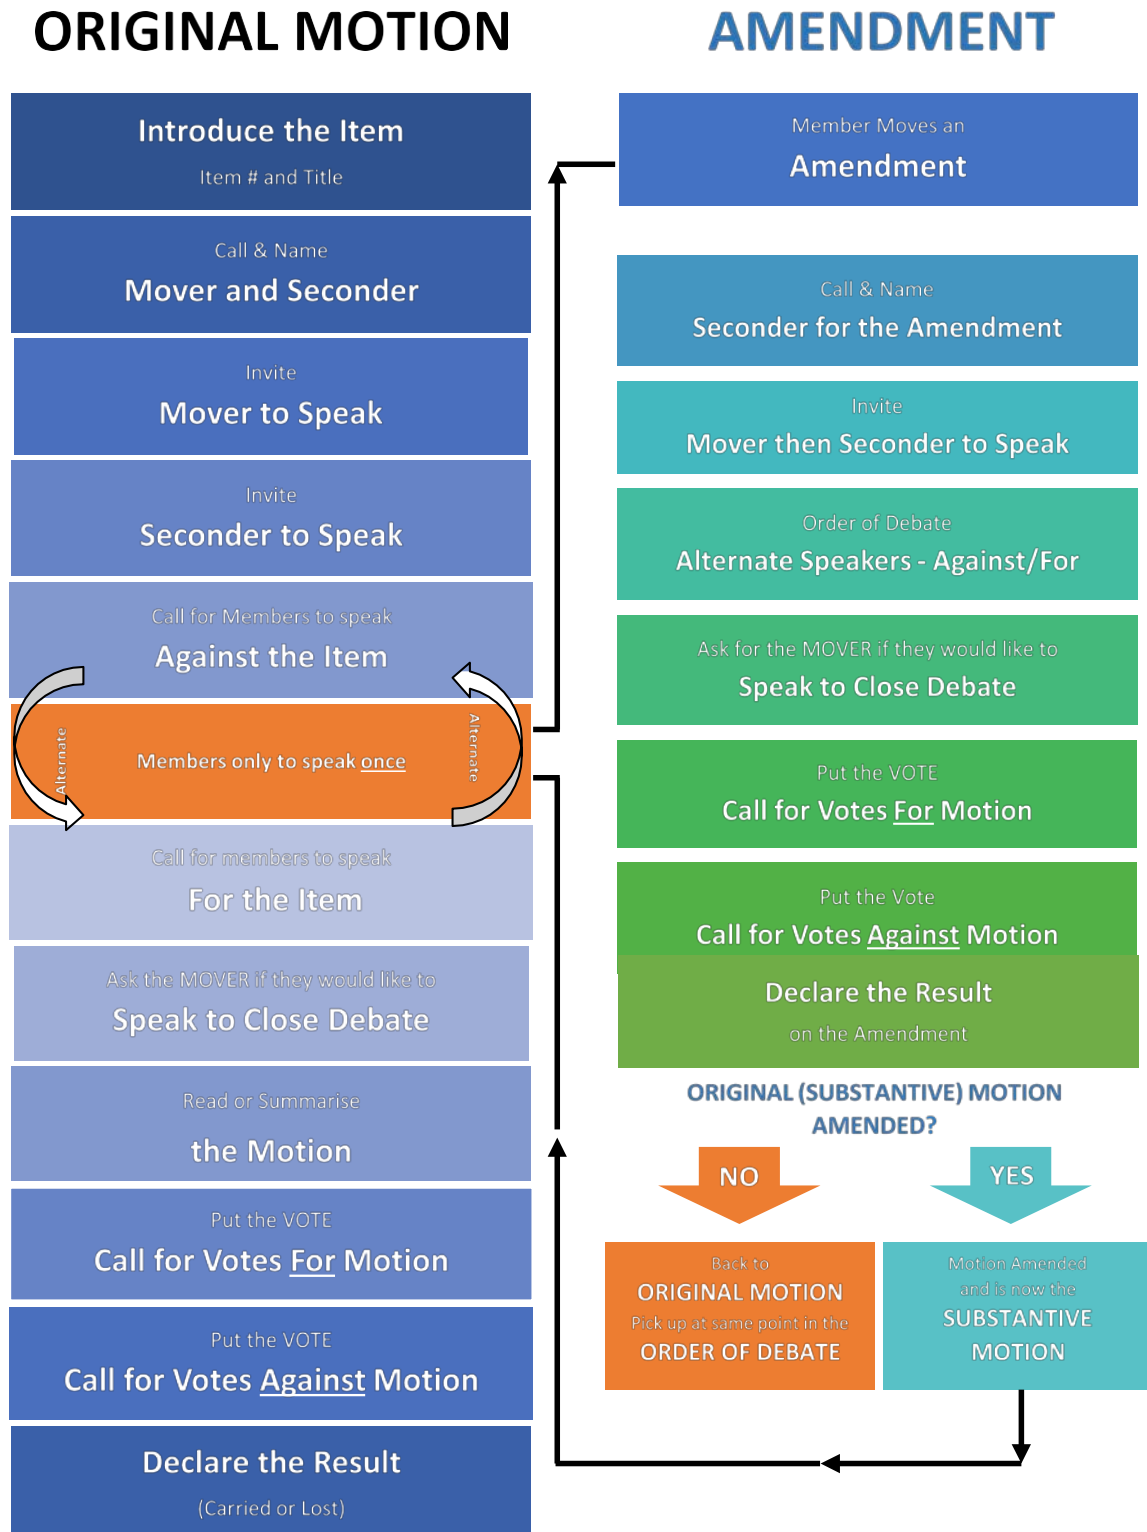 ORIGINAL MOTION
Introduce the Item
Item # and Title
Call & Name
Mover and Seconder
Invite
Mover to Speak
Invite
Seconder to Speak
Call for Members to speak
Against the Item
Alternate
Members only to speak once
Alternate
Call for members to speak
For the Item
Ask the MOVER if they would like to
Speak to Close Debate
Read or Summarise
the Motion
Put the VOTE
Call for Votes For Motion
Put the VOTE
Call for Votes Against Motion
Declare the Result
(Carried or Lost)
AMENDMENT
Member Moves an
Amendment
Call & Name
Seconder for the Amendment
Invite
Mover then Seconder to Speak
Order of Debate
Alternate Speakers - Against/For
Ask for the MOVER if they would like to
Speak to Close Debate
Put the VOTE
Call for Votes For Motion
Put the Vote
Call for Votes Against Motion
Declare the Result
on the Amendment
ORIGINAL (SUBSTANTIVE) MOTION
AMENDED?
NO
Back to
ORIGINAL MOTION
Pick up at same point in the
ORDER OF DEBATE
YES
Motion Amended
and is now the
SUBSTANTIVE
MOTION